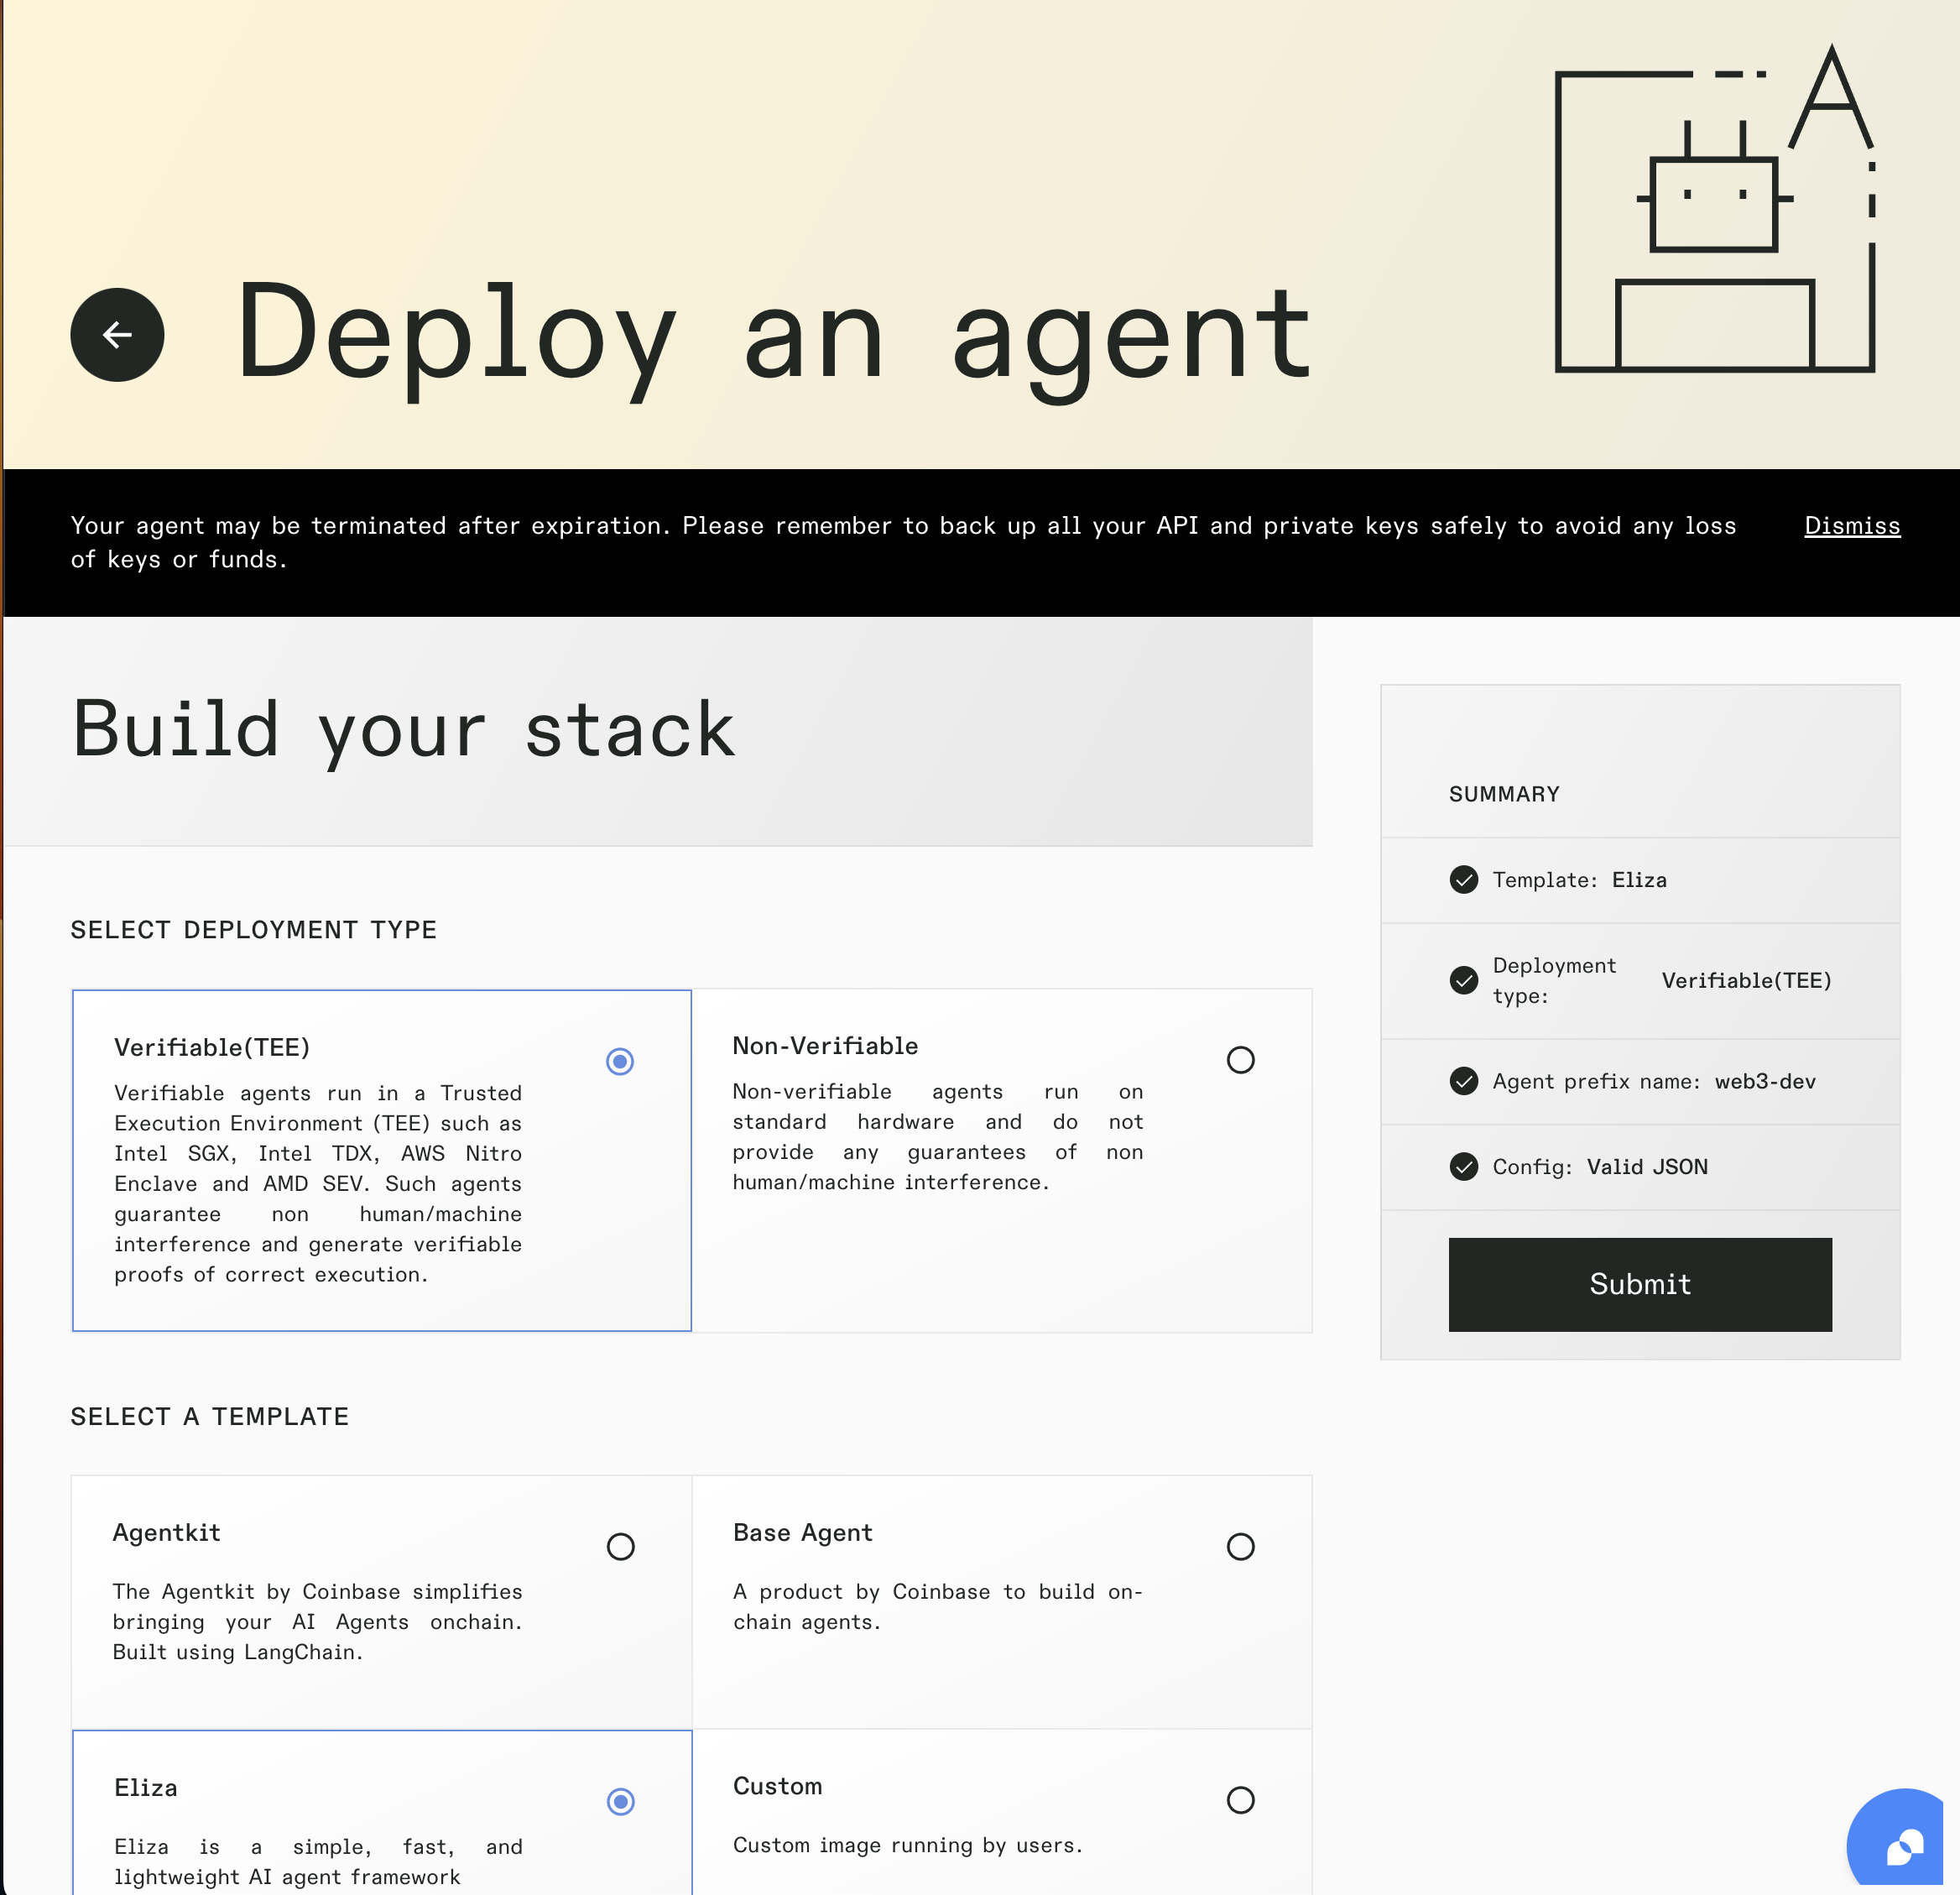 Deploy an agent
Your agent may be terminated after expiration. Please remember to back up all your API and private keys safely to avoid any loss
of keys or funds.
Dismiss
Build your stack
SELECT DEPLOYMENT TYPE
Verifiable(TEE)
Verifiable agents run in a Trusted
Execution Environment (TEE) such as
Intel SGX, Intel TDX, AWS Nitro
Enclave and AMD SEV. Such agents
guarantee non human/machine
interference and generate verifiable
proofs of correct execution.
Non-Verifiable
Non-verifiable agents run on
standard hardware and do not
provide any guarantees of non
human/machine interference.
SELECT A TEMPLATE
Agentkit
The Agentkit by Coinbase simplifies
bringing your AI Agents onchain.
Built using LangChain.
Base Agent
A product by Coinbase to build on-
chain agents.
Eliza
Eliza is a simple, fast, and
lightweight AI agent framework
Custom
Custom image running by users.
SUMMARY
Template: Eliza
Deployment
type:
Verifiable(TEE)
Agent prefix name: web3-dev
Config: Valid JSON
Submit